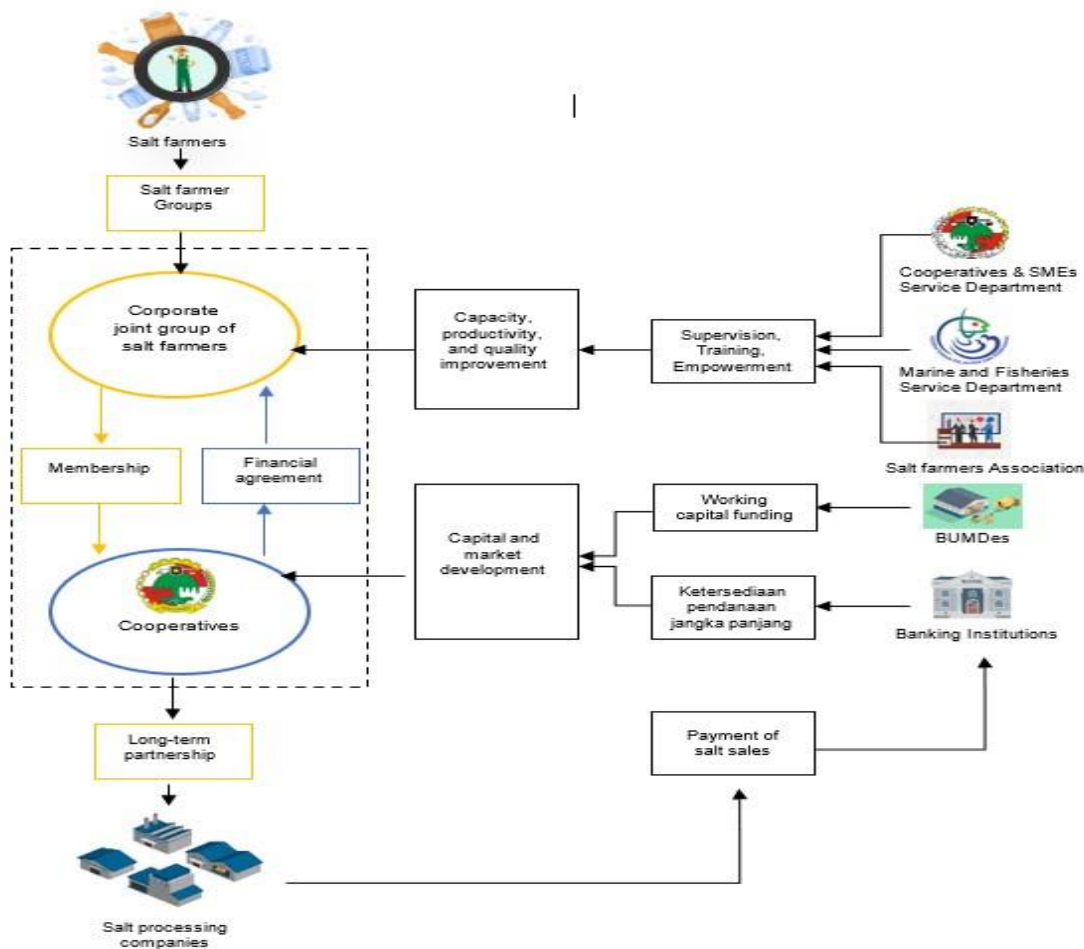 Salt farmers
Salt farmer
Groups
Corporate
joint group of
salt farmers
Membership
Financial
agreement
Cooperatives
Long-term
partnership
Salt processing
companies
Capacity,
productivity,
and quality
improvement
Supervision,
Training,
Empowerment
Cooperatives & SMEs
Service Department
Marine and Fisheries
Service Department
Salt farmers Association
Capital and
market
development
Working
capital funding
BUMDes
Ketersediaan
pendanaan
jangka panjang
Banking Institutions
Payment of
salt sales